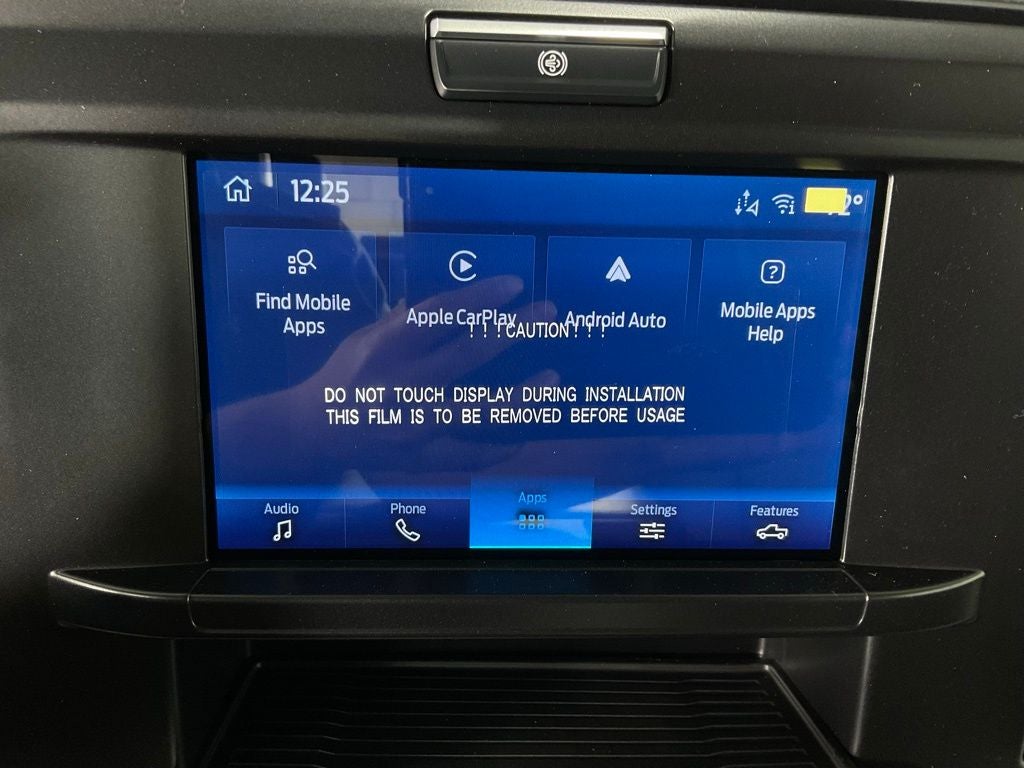 12:25
2°
Find Mobile
Apps
Apple CarPlay
Android Auto
Mobile Apps
Help
! ! ! CAUTION ! ! !
DO NOT TOUCH DISPLAY DURING INSTALLATION
THIS FILM IS TO BE REMOVED BEFORE USAGE
Audio
Phone
Apps
Settings
Features